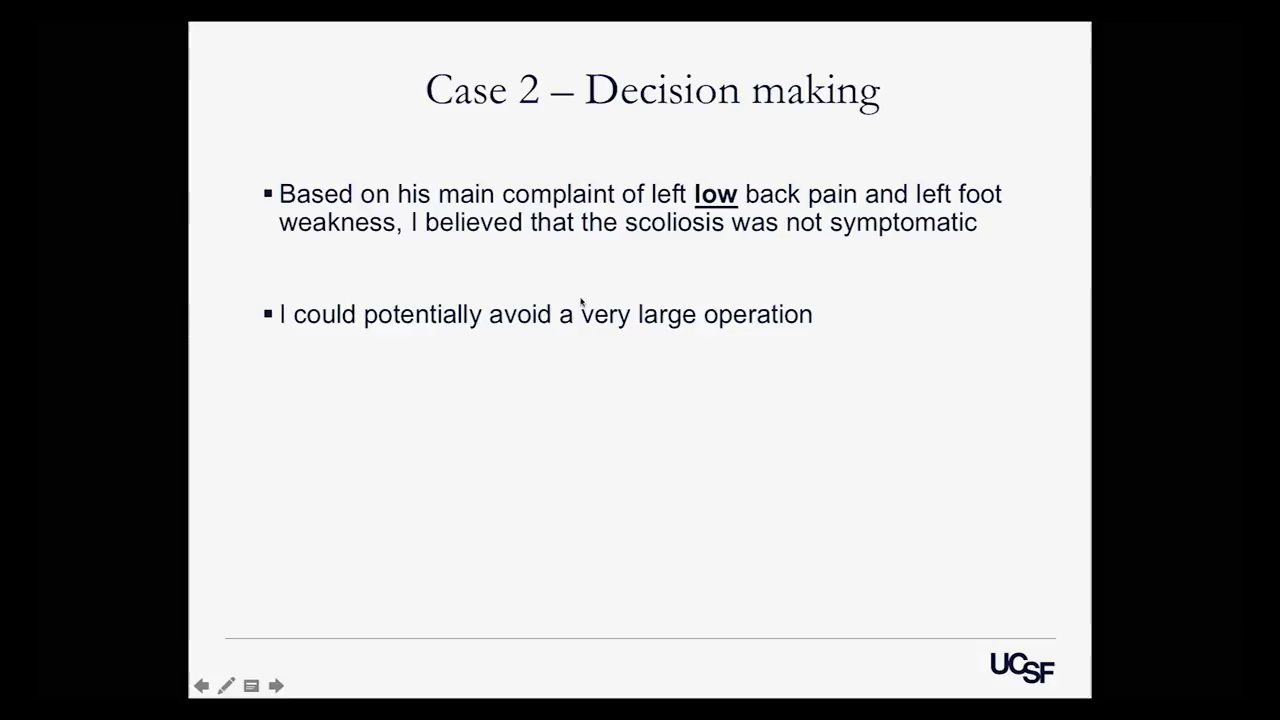 Case 2 – Decision making
▪ Based on his main complaint of left low back pain and left foot
weakness, I believed that the scoliosis was not symptomatic
▪ I could potentially avoid a very large operation
UCSF